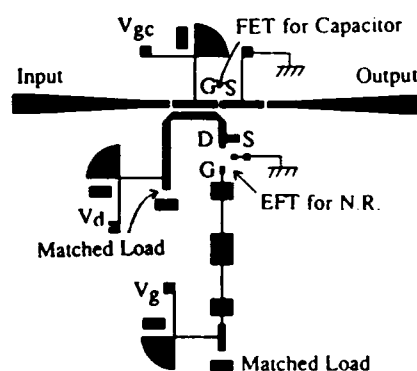 Vgc
FET for Capacitor
G S
Input
Output
D S
G
EFT for N.R.
Vd
Matched Load
Vg
Matched Load